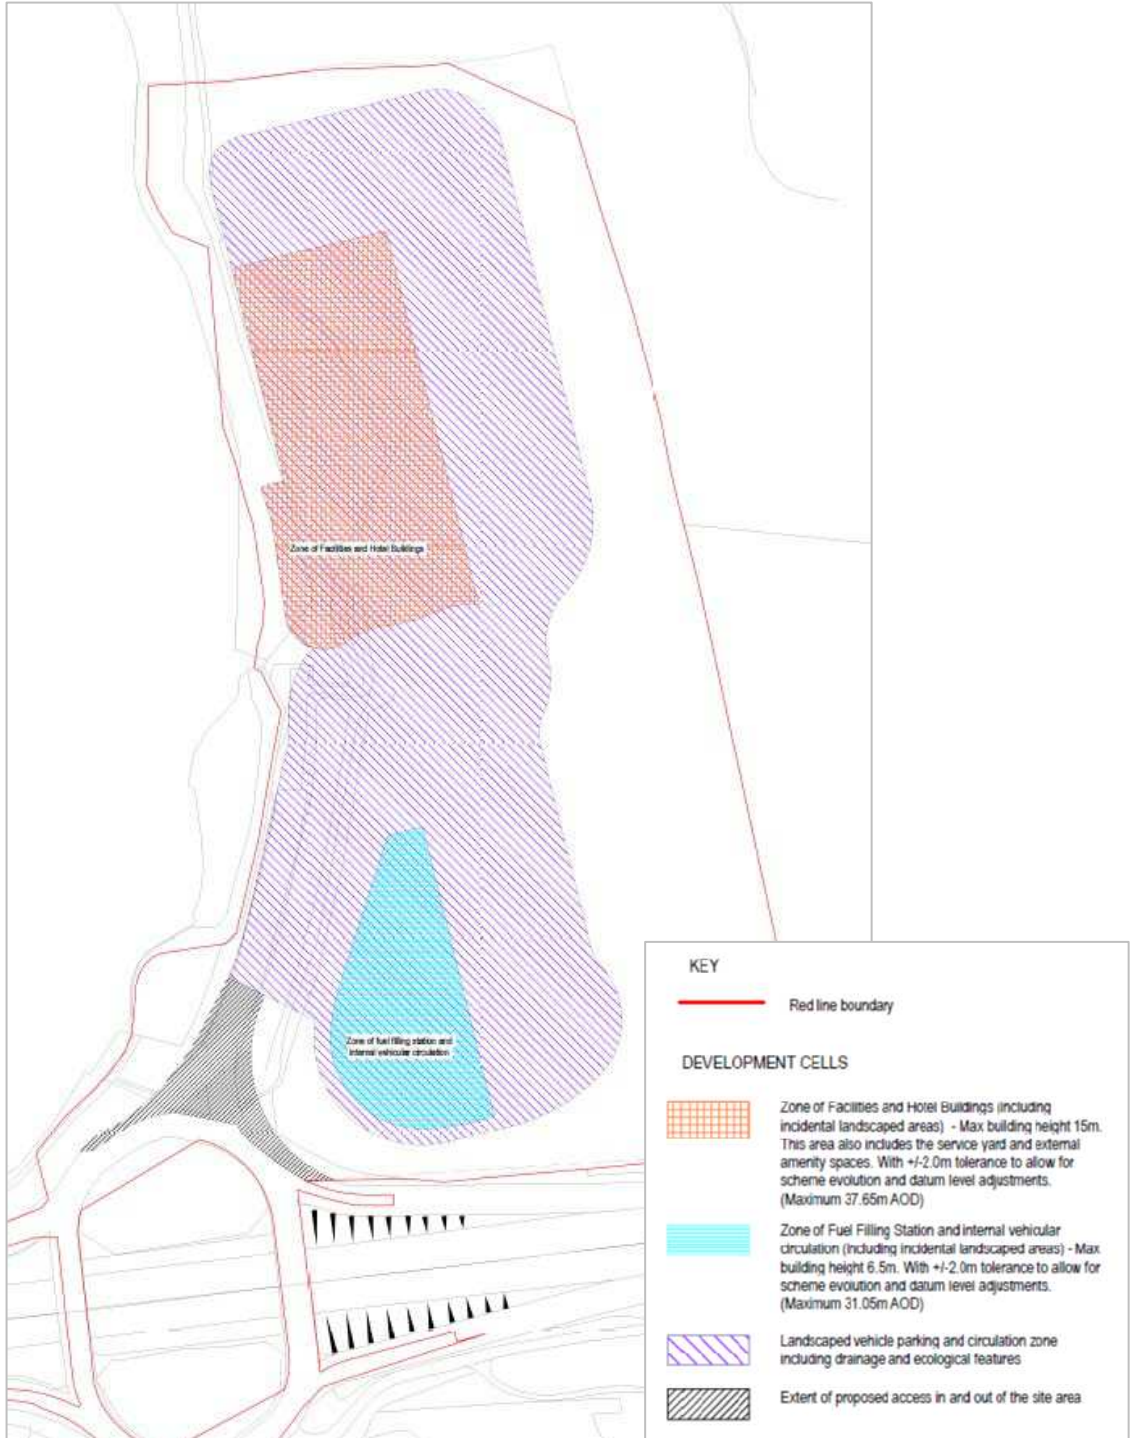 Zone of Facilities and Hotel Buildings
Zone of fuel filling station and
internal vehicular circulation
KEY
Red line boundary
DEVELOPMENT CELLS
Zone of Facilities and Hotel Buildings (including
incidental landscaped areas) - Max building height 15m.
This area also includes the service yard and external
amenity spaces. With +/-2.0m tolerance to allow for
scheme evolution and datum level adjustments.
(Maximum 37.65m AOD)
Zone of Fuel Filling Station and internal vehicular
circulation (including incidental landscaped areas) - Max
building height 6.5m. With +/-2.0m tolerance to allow for
scheme evolution and datum level adjustments.
(Maximum 31.05m AOD)
Landscaped vehicle parking and circulation zone
including drainage and ecological features
Extent of proposed access in and out of the site area